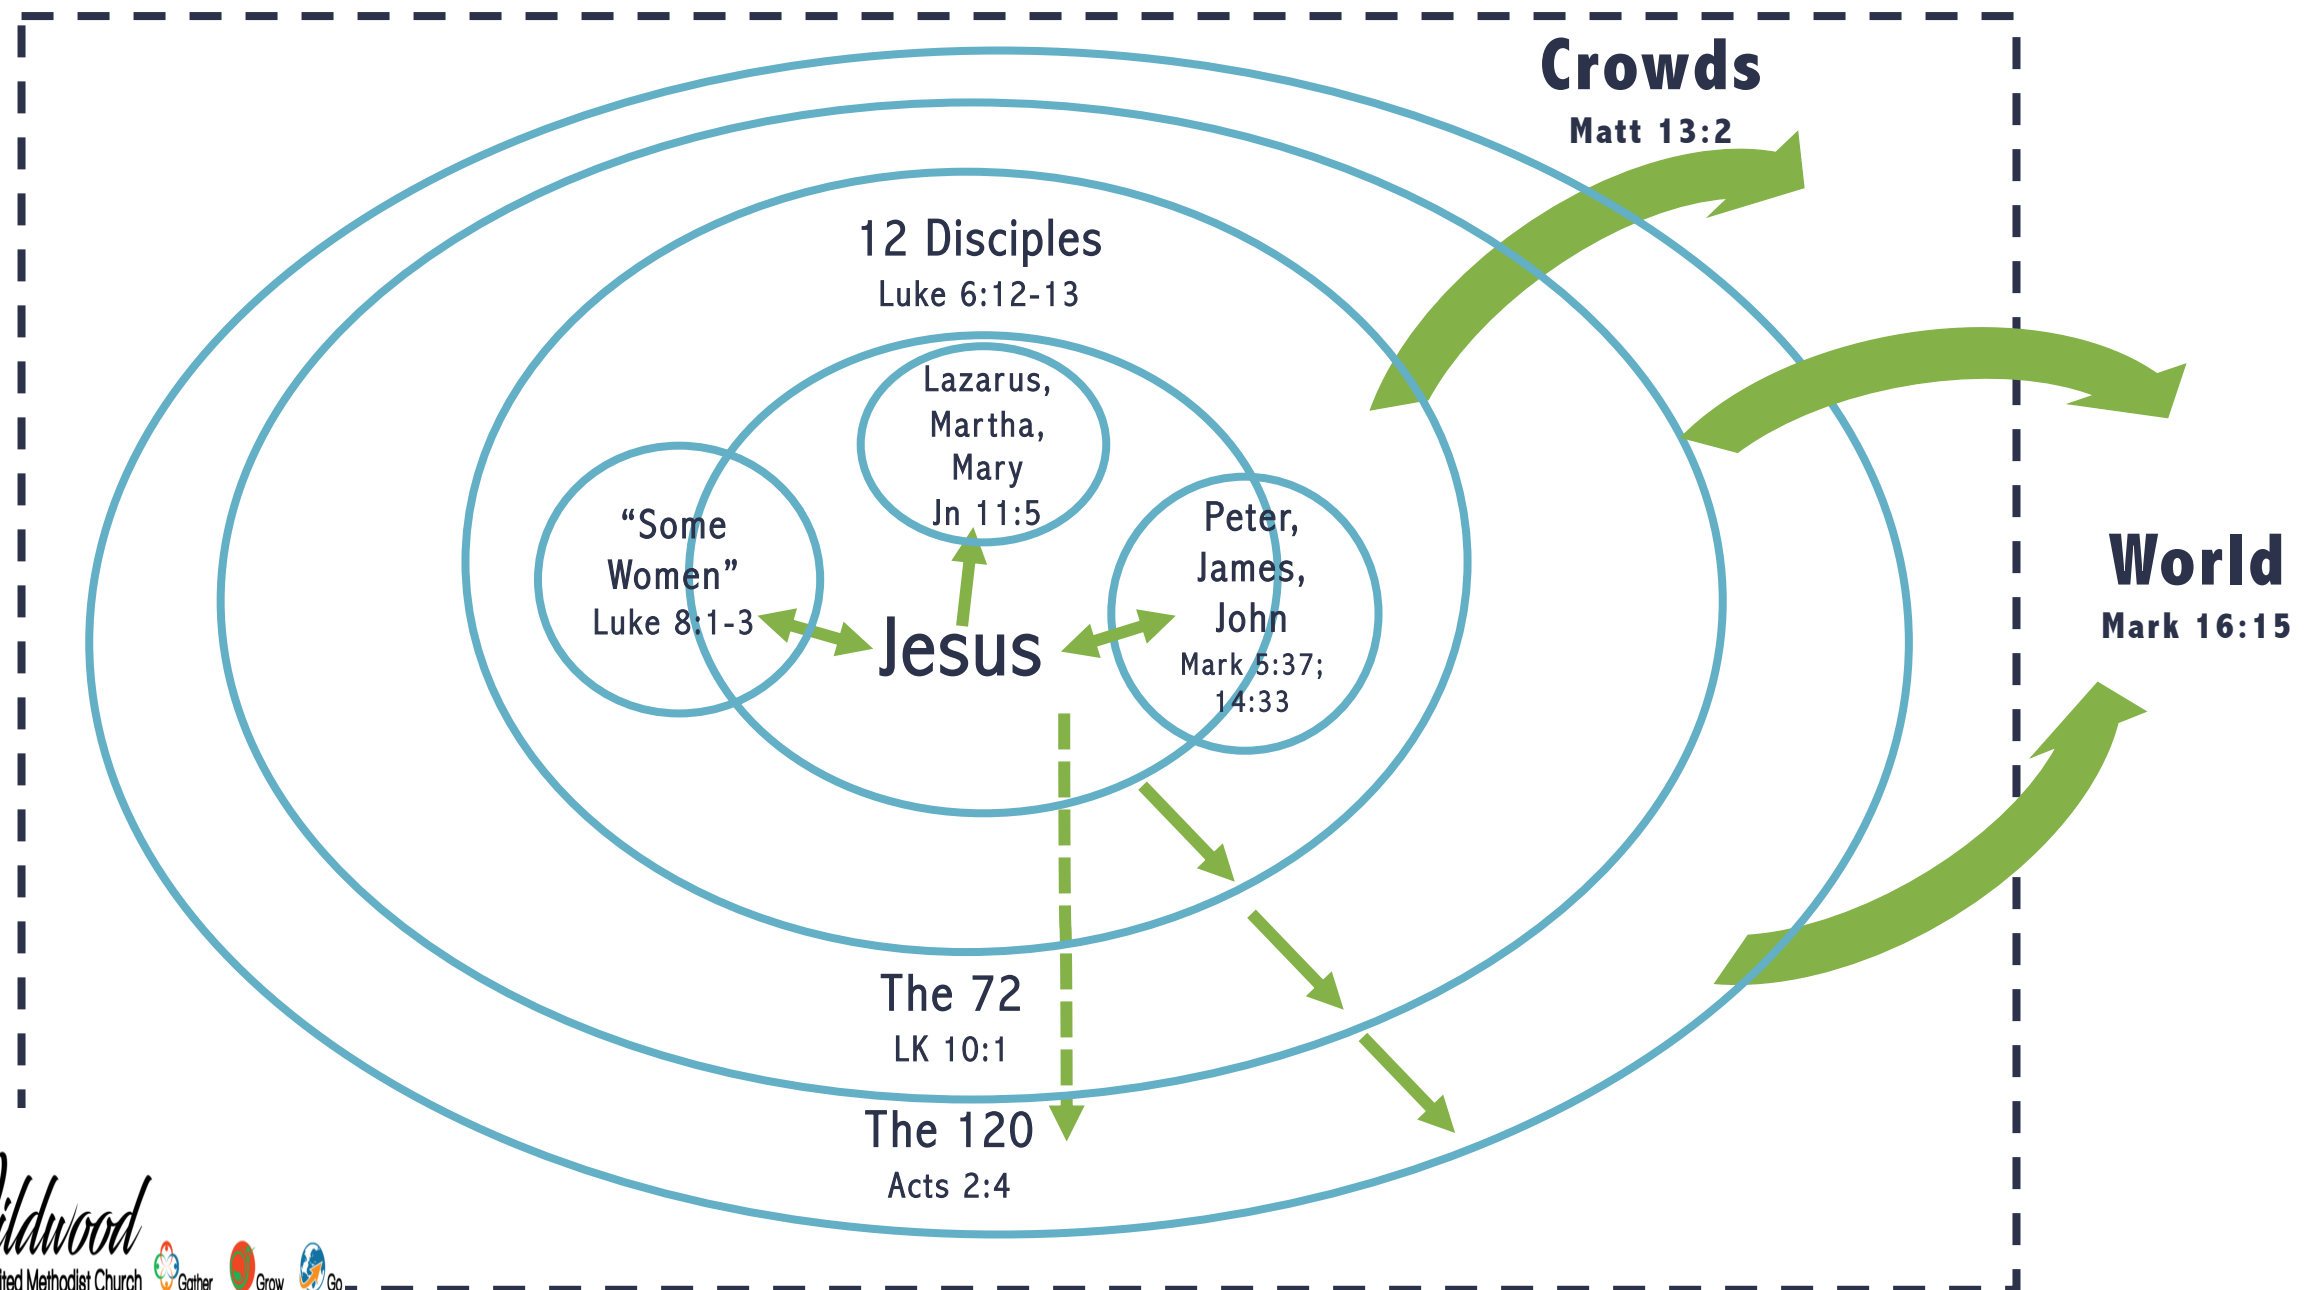 Crowds
Matt 13:2
12 Disciples
Luke 6:12-13
Lazarus,
Martha,
Mary
Jn 11:5
“Some
Women”
Luke 8:1-3
Peter,
James,
John
Mark 5:37;
14:33
Jesus
World
Mark 16:15
The 72
LK 10:1
The 120
Acts 2:4
ildwood
ited Methodist Church
Gather
Grow
Go